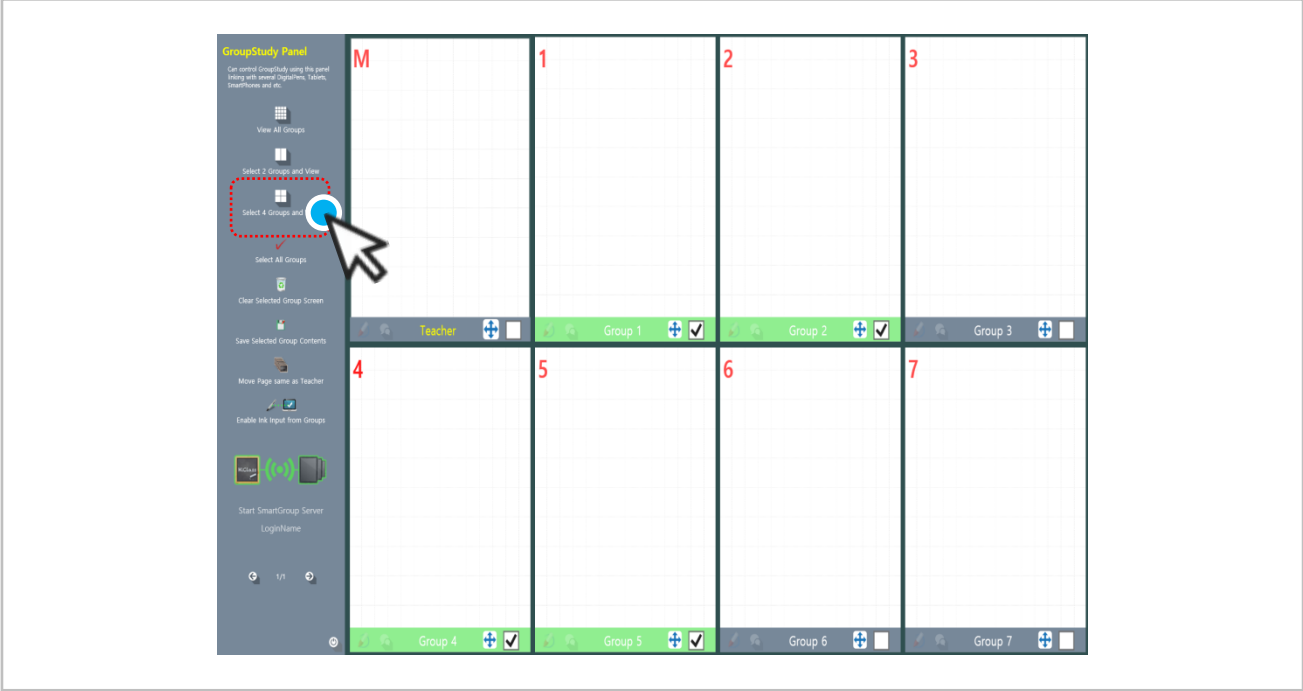 GroupStudy Panel
Can control GroupStudy using this panel
linking with several DigitalPens, Tablets,
SmartPhones and etc.
View All Groups
Select 2 Groups and View
Select 4 Groups and
Select All Groups
Clear Selected Group Screen
Save Selected Group Contents
Move Page same as Teacher
Enable Ink Input from Groups
Start SmartGroup Server
LoginName
1/1
M
1
2
3
Teacher
Group 1
Group 2
Group 3
4
5
6
7
Group 4
Group 5
Group 6
Group 7